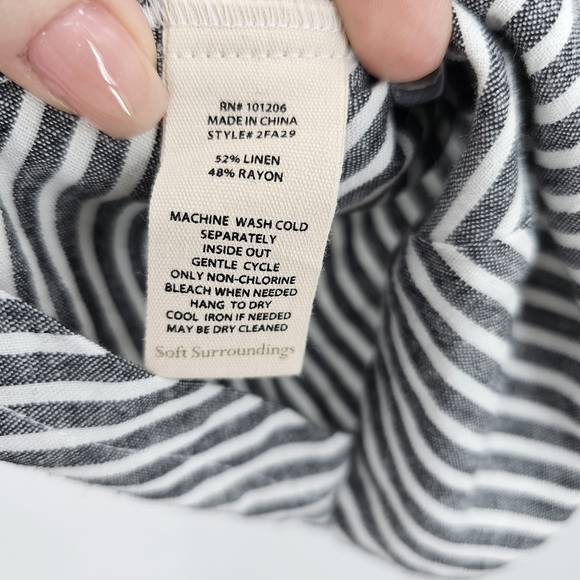 RN# 101206
MADE IN CHINA
STYLE# 2FA29
52% LINEN
48% RAYON
MACHINE WASH COLD
SEPARATELY
INSIDE OUT
GENTLE CYCLE
ONLY NON-CHLORINE
BLEACH WHEN NEEDED
HANG TO DRY
COOL IRON IF NEEDED
MAY BE DRY CLEANED
Soft Surroundings